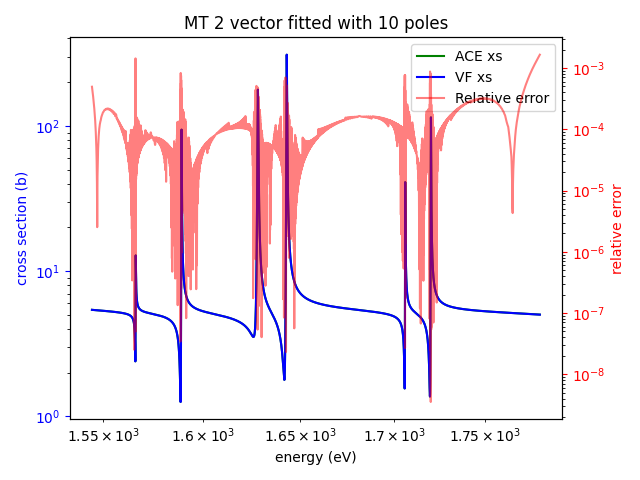 MT 2 vector fitted with 10 poles
ACE xs
VF xs
Relative error
cross section (b)
10²
10¹
10⁰
10⁻³
10⁻⁴
10⁻⁵
10⁻⁶
10⁻⁷
10⁻⁸
relative error
1.55×10³ 1.6×10³ 1.65×10³ 1.7×10³ 1.75×10³
energy (eV)